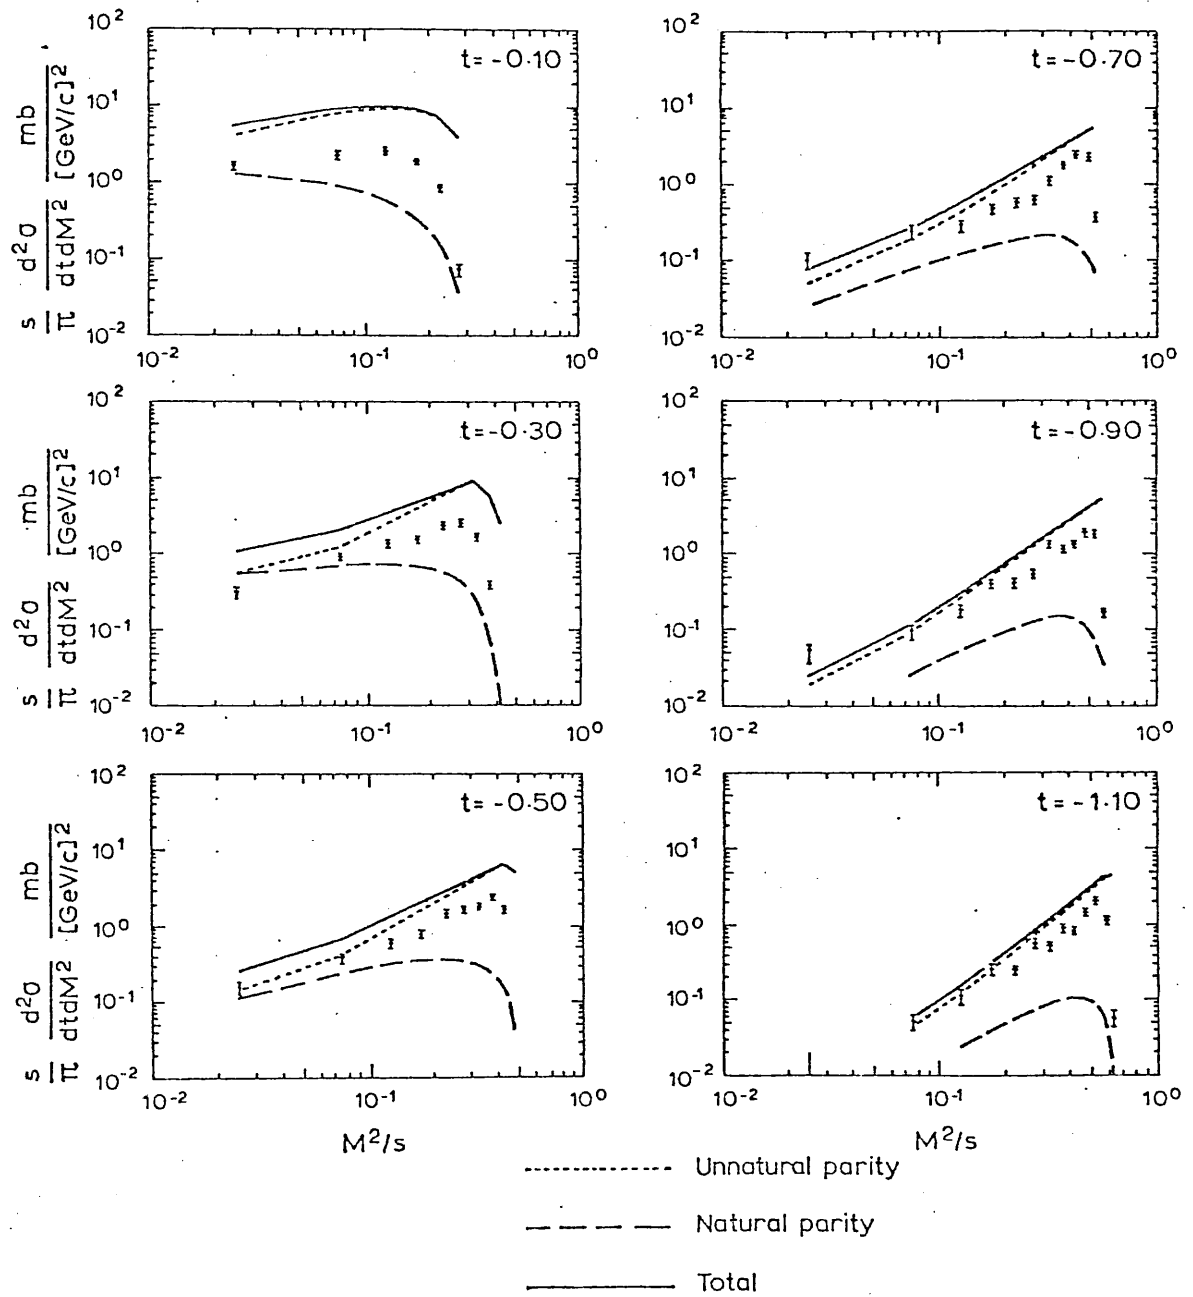 10² 10¹ 10⁰ 10⁻¹ 10⁻²
s/π d²σ/dtdM² mb/[GeV/c]²
t= -0·10
10⁻² 10⁻¹ 10⁰
10² 10¹ 10⁰ 10⁻¹ 10⁻²
t= -0·70
10⁻² 10⁻¹ 10⁰
10² 10¹ 10⁰ 10⁻¹ 10⁻²
s/π d²σ/dtdM² mb/[GeV/c]²
t= -0·30
10⁻² 10⁻¹ 10⁰
10² 10¹ 10⁰ 10⁻¹ 10⁻²
t= -0·90
10⁻² 10⁻¹ 10⁰
10² 10¹ 10⁰ 10⁻¹ 10⁻²
s/π d²σ/dtdM² mb/[GeV/c]²
t= -0·50
10⁻² 10⁻¹ 10⁰
M²/s
10² 10¹ 10⁰ 10⁻¹ 10⁻²
t= -1·10
10⁻² 10⁻¹ 10⁰
M²/s
Unnatural parity
Natural parity
Total